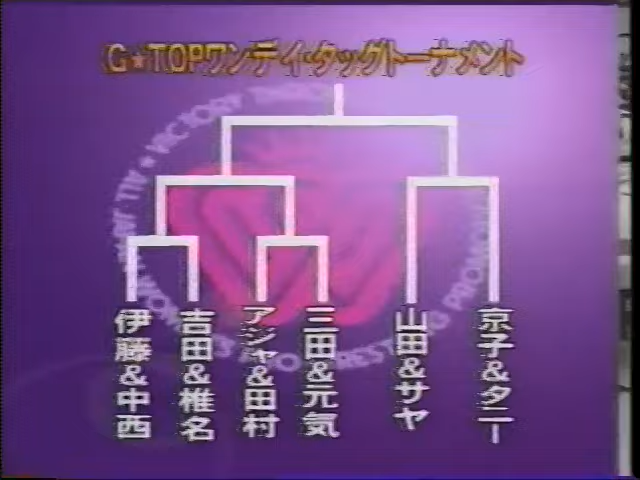 G★TOPワンデイ・タッグトーナメント
伊藤&中西
吉田&椎名
アジャ&田村
三田&元気
山田&サヤ
京子&タニー